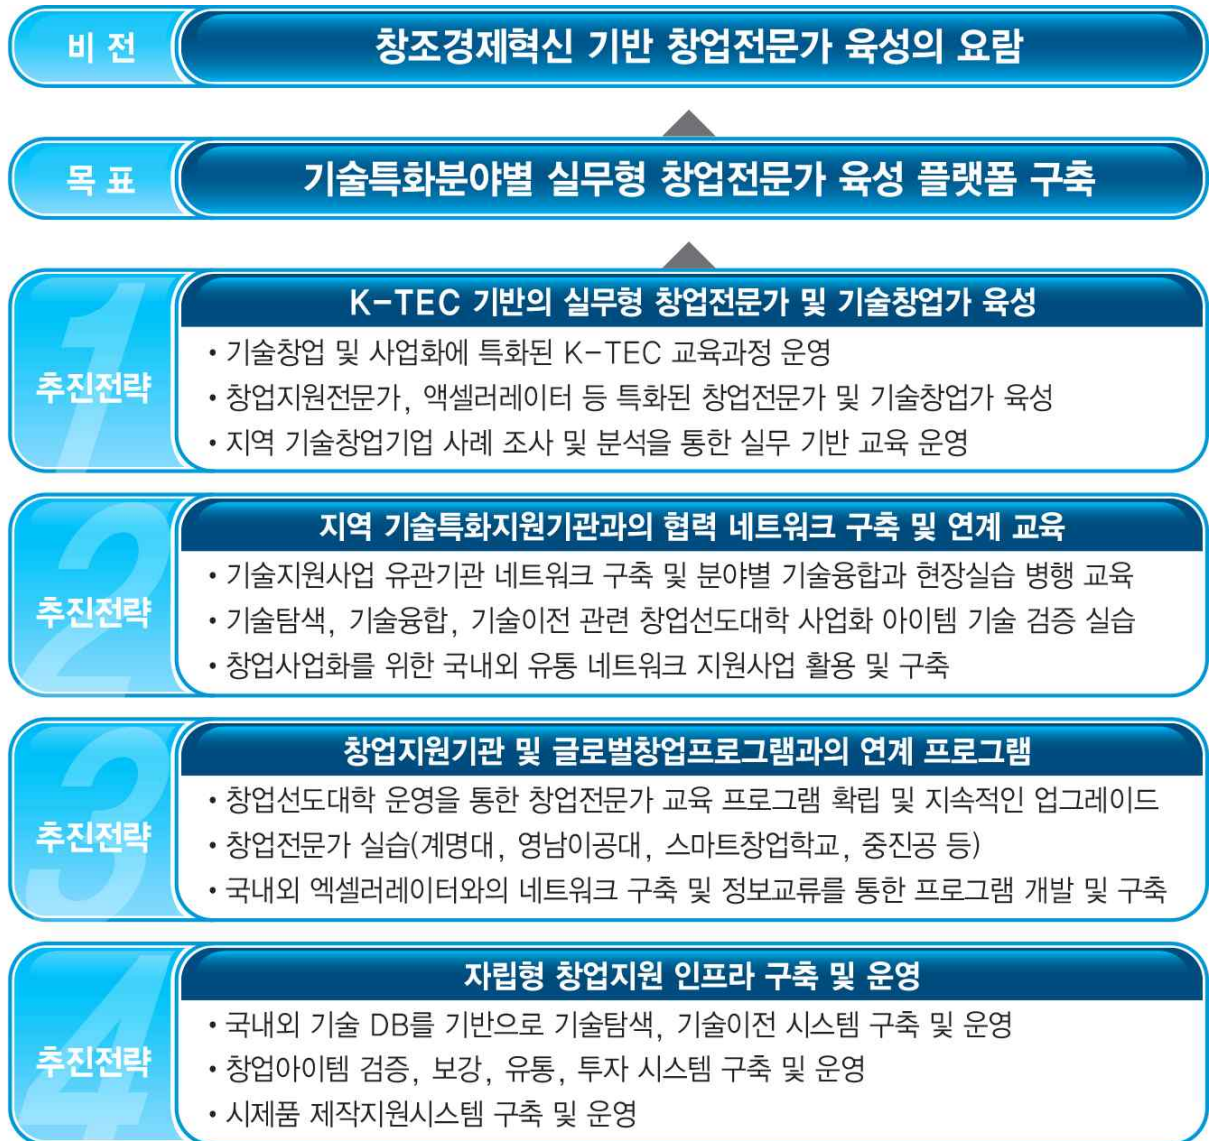 비 전
창조경제혁신 기반 창업전문가 육성의 요람
목 표
기술특화분야별 실무형 창업전문가 육성 플랫폼 구축
1
추진전략
K-TEC 기반의 실무형 창업전문가 및 기술창업가 육성
• 기술창업 및 사업화에 특화된 K-TEC 교육과정 운영
• 창업지원전문가, 액셀러레이터 등 특화된 창업전문가 및 기술창업가 육성
• 지역 기술창업기업 사례 조사 및 분석을 통한 실무 기반 교육 운영
2
추진전략
지역 기술특화지원기관과의 협력 네트워크 구축 및 연계 교육
• 기술지원사업 유관기관 네트워크 구축 및 분야별 기술융합과 현장실습 병행 교육
• 기술탐색, 기술융합, 기술이전 관련 창업선도대학 사업화 아이템 기술 검증 실습
• 창업사업화를 위한 국내외 유통 네트워크 지원사업 활용 및 구축
3
추진전략
창업지원기관 및 글로벌창업프로그램과의 연계 프로그램
• 창업선도대학 운영을 통한 창업전문가 교육 프로그램 확립 및 지속적인 업그레이드
• 창업전문가 실습(계명대, 영남이공대, 스마트창업학교, 중진공 등)
• 국내외 엑셀러레이터와의 네트워크 구축 및 정보교류를 통한 프로그램 개발 및 구축
4
추진전략
자립형 창업지원 인프라 구축 및 운영
• 국내외 기술 DB를 기반으로 기술탐색, 기술이전 시스템 구축 및 운영
• 창업아이템 검증, 보강, 유통, 투자 시스템 구축 및 운영
• 시제품 제작지원시스템 구축 및 운영